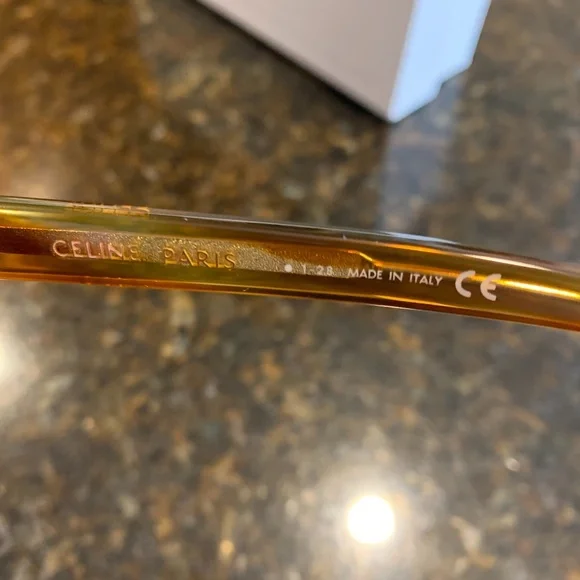 CELINE PARIS • 1-28 MADE IN ITALY CE